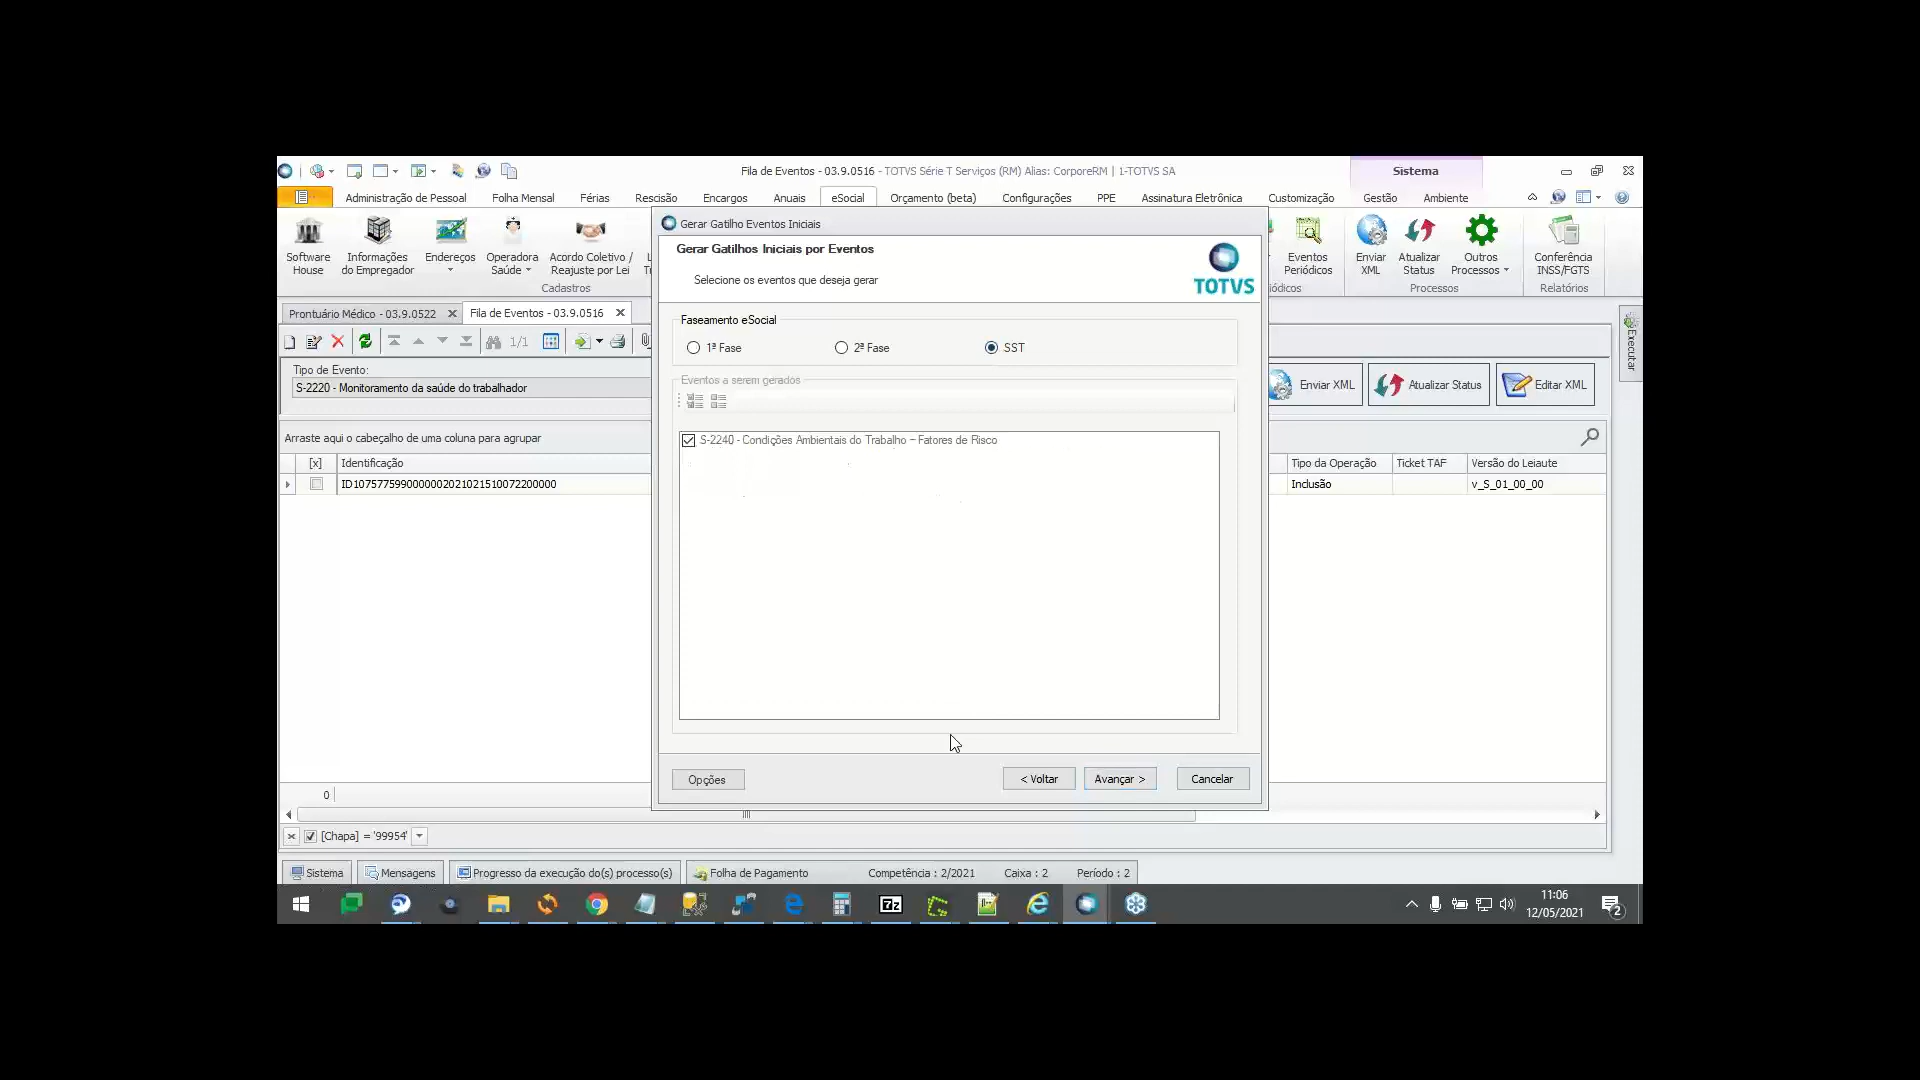 Fila de Eventos - 03.9.0516 - TOTVS Série T Serviços (RM) Alias: CorporeRM | 1-TOTVS SA
Sistema
Administração de Pessoal Folha Mensal Férias Rescisão Encargos Anuais eSocial Orçamento (beta) Configurações PPE Assinatura Eletrônica Customização Gestão Ambiente
Software House
Informações do Empregador
Endereços
Operadora Saúde
Acordo Coletivo / Reajuste por Lei
Cadastros
Eventos Periódicos
iódicos
Enviar XML
Atualizar Status
Outros Processos
Processos
Conferência INSS/FGTS
Relatórios
Executar
Prontuário Médico - 03.9.0522
Fila de Eventos - 03.9.0516
1/1
Tipo de Evento:
S-2220 - Monitoramento da saúde do trabalhador
Enviar XML
Atualizar Status
Editar XML
Arraste aqui o cabeçalho de uma coluna para agrupar
[x] Identificação
Tipo da Operação Ticket TAF Versão do Leiaute
ID1075775990000002021021510072200000
Inclusão v_S_01_00_00
Gerar Gatilho Eventos Iniciais
Gerar Gatilhos Iniciais por Eventos
Selecione os eventos que deseja gerar
TOTVS
Faseamento eSocial
1ª Fase 2ª Fase SST
Eventos a serem gerados
S-2240 - Condições Ambientais do Trabalho – Fatores de Risco
Opções
< Voltar
Avançar >
Cancelar
0
[Chapa] = '99954'
Sistema
Mensagens
Progresso da execução do(s) processo(s)
Folha de Pagamento
Competência : 2/2021
Caixa : 2
Período : 2
7z
11:06
12/05/2021
2